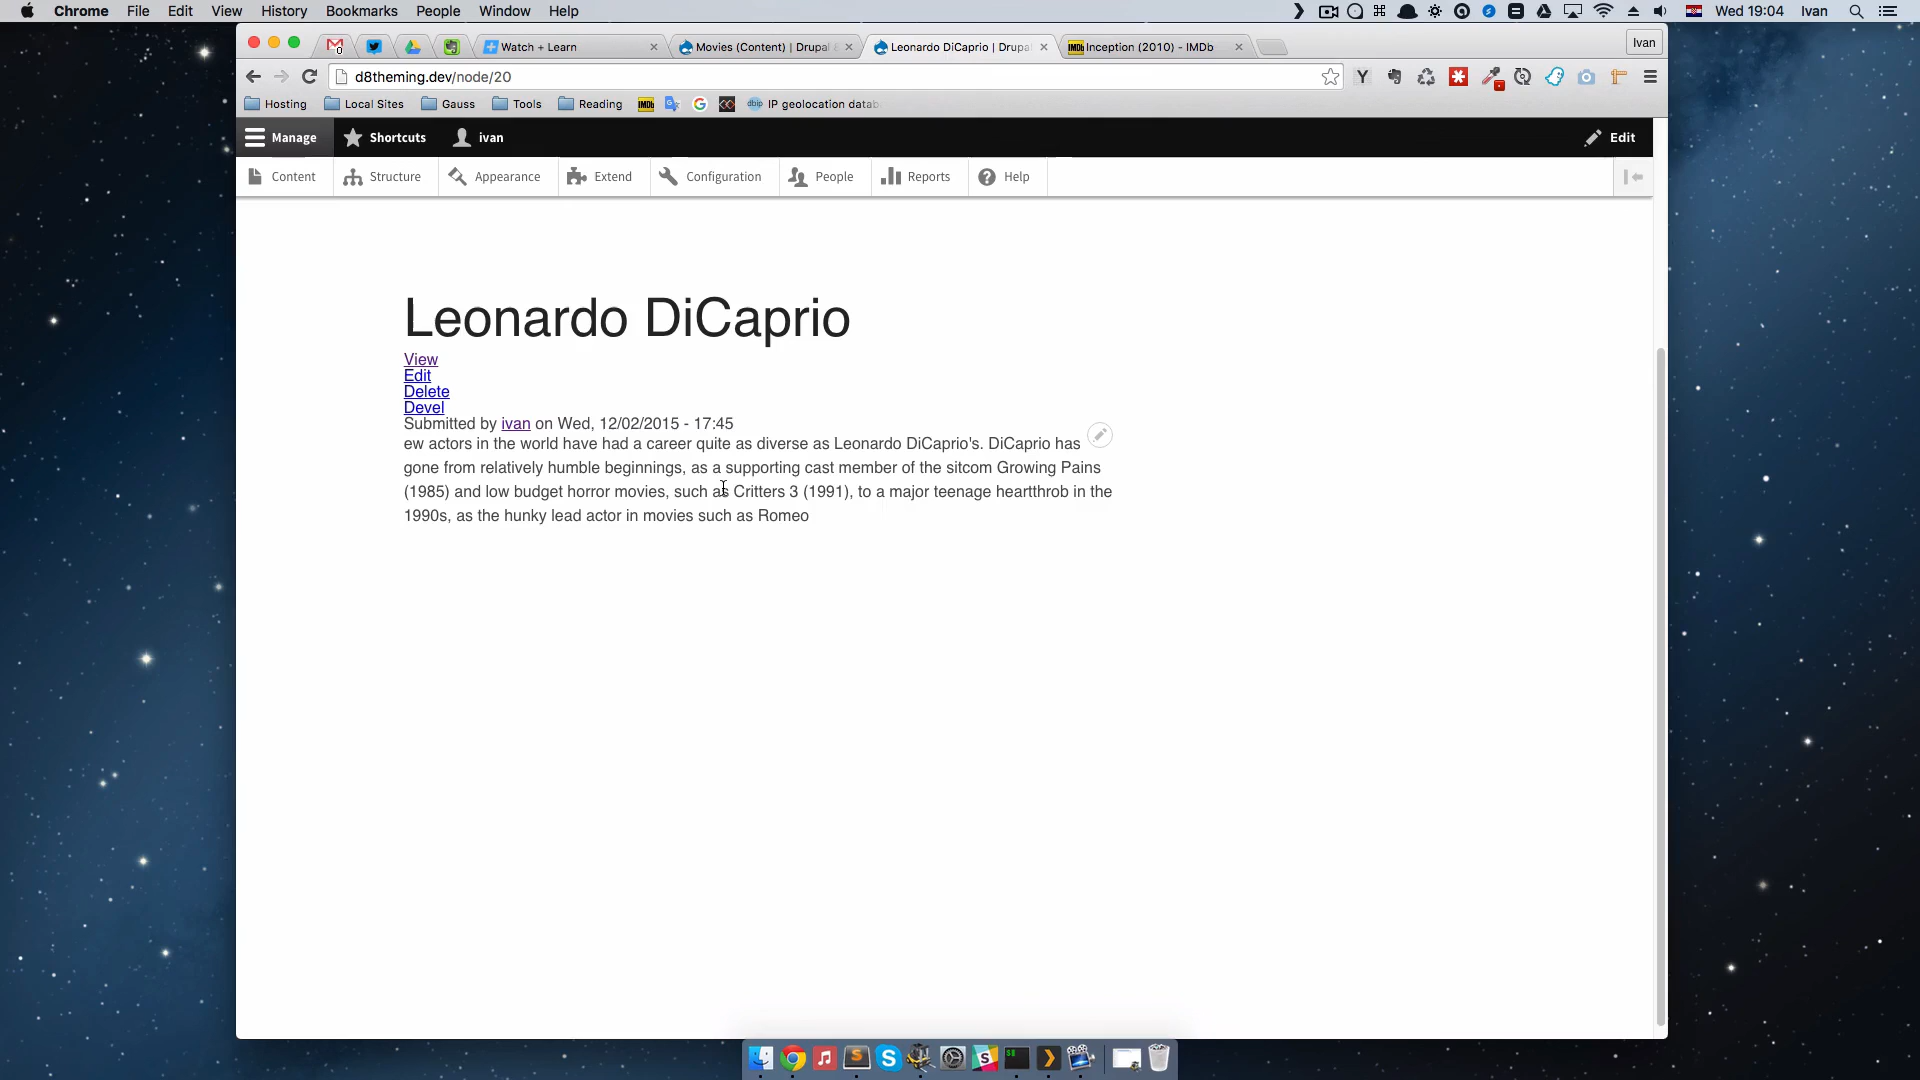 Chrome File Edit View History Bookmarks People Window Help Wed 19:04 Ivan
Watch + Learn Movies (Content) | Drupal 8 Leonardo DiCaprio | Drupal IMDb Inception (2010) - IMDb Ivan
d8theming.dev/node/20
Hosting Local Sites Gauss Tools Reading IMDb dbip IP geolocation datab
Manage Shortcuts ivan Edit
Content Structure Appearance Extend Configuration People Reports Help
Leonardo DiCaprio
View
Edit
Delete
Devel
Submitted by ivan on Wed, 12/02/2015 - 17:45
ew actors in the world have had a career quite as diverse as Leonardo DiCaprio's. DiCaprio has
gone from relatively humble beginnings, as a supporting cast member of the sitcom Growing Pains
(1985) and low budget horror movies, such as Critters 3 (1991), to a major teenage heartthrob in the
1990s, as the hunky lead actor in movies such as Romeo